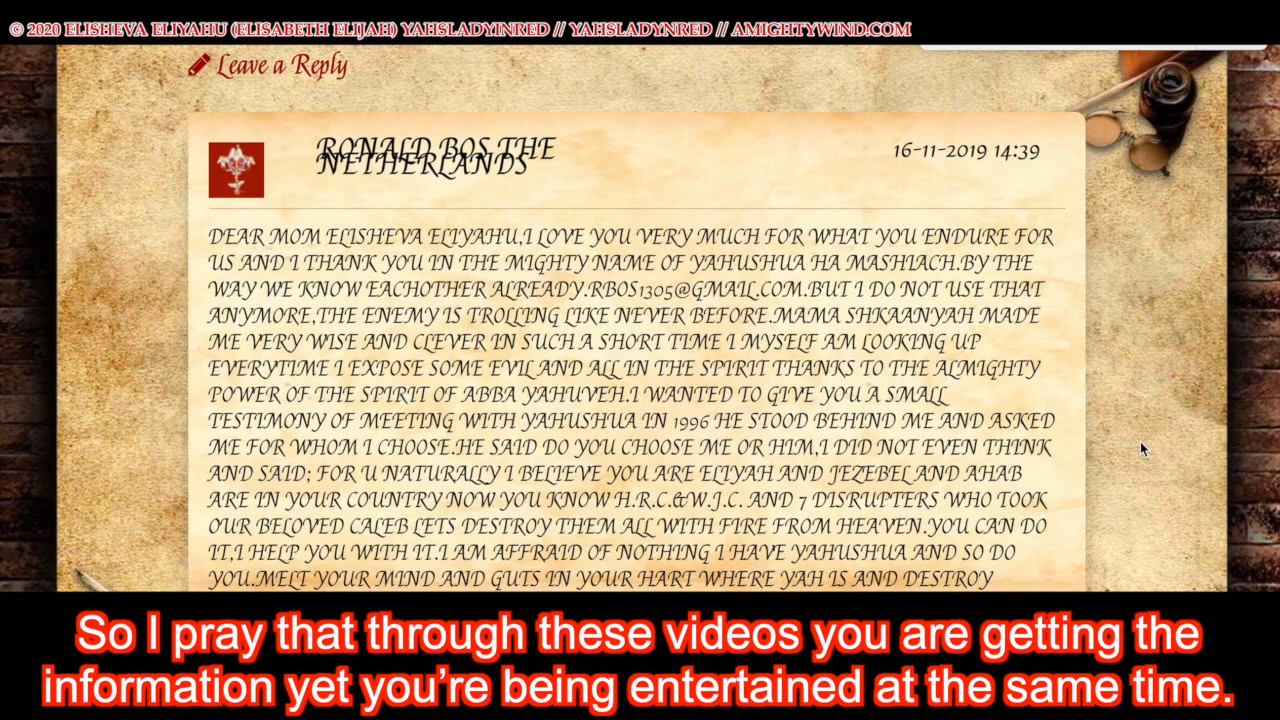 © 2020 ELISHEVA ELIYAHU (ELISABETH ELIJAH) YAHSLADYINRED // YAHSLADYNRED // AMIGHTYWIND.COM
Leave a Reply
RONALD BOS THE
NETHERLANDS
16-11-2019 14:39
DEAR MOM ELISHEVA ELIYAHU,I LOVE YOU VERY MUCH FOR WHAT YOU ENDURE FOR
US AND I THANK YOU IN THE MIGHTY NAME OF YAHUSHUA HA MASHIACH.BY THE
WAY WE KNOW EACHOTHER ALREADY.RBOS1305@GMAIL.COM.BUT I DO NOT USE THAT
ANYMORE,THE ENEMY IS TROLLING LIKE NEVER BEFORE.MAMA SHKAANYAH MADE
ME VERY WISE AND CLEVER IN SUCH A SHORT TIME I MYSELF AM LOOKING UP
EVERYTIME I EXPOSE SOME EVIL AND ALL IN THE SPIRIT THANKS TO THE ALMIGHTY
POWER OF THE SPIRIT OF ABBA YAHUVEH.I WANTED TO GIVE YOU A SMALL
TESTIMONY OF MEETING WITH YAHUSHUA IN 1996 HE STOOD BEHIND ME AND ASKED
ME FOR WHOM I CHOOSE.HE SAID DO YOU CHOOSE ME OR HIM,I DID NOT EVEN THINK
AND SAID; FOR U NATURALLY I BELIEVE YOU ARE ELIYAH AND JEZEBEL AND AHAB
ARE IN YOUR COUNTRY NOW YOU KNOW H.R.C.&W.J.C. AND 7 DISRUPTERS WHO TOOK
OUR BELOVED CALEB LETS DESTROY THEM ALL WITH FIRE FROM HEAVEN.YOU CAN DO
IT,I HELP YOU WITH IT.I AM AFFRAID OF NOTHING I HAVE YAHUSHUA AND SO DO
YOU.MELT YOUR MIND AND GUTS IN YOUR HART WHERE YAH IS AND DESTROY
So I pray that through these videos you are getting the
information yet you're being entertained at the same time.